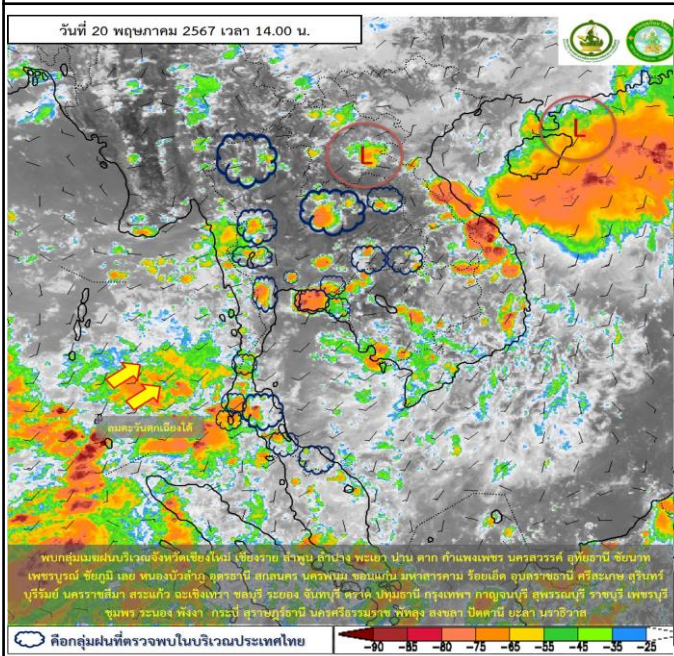 วันที่ 20 พฤษภาคม 2567 เวลา 14.00 น.
L
L
ลมตะวันตกเฉียงใต้
พบกลุ่มเมฆฝนบริเวณจังหวัดเชียงใหม่ เชียงราย ลำพูน ลำปาง พะเยา น่าน ตาก กำแพงเพชร นครสวรรค์ อุทัยธานี ชัยนาท
เพชรบูรณ์ ชัยภูมิ เลย หนองบัวลำภู อุดรธานี สกลนคร นครพนม ขอนแก่น มหาสารคาม ร้อยเอ็ด อุบลราชธานี ศรีสะเกษ สุรินทร์
บุรีรัมย์ นครราชสีมา สระแก้ว ฉะเชิงเทรา ชลบุรี ระยอง จันทบุรี ตราด ปทุมธานี กรุงเทพฯ กาญจนบุรี สุพรรณบุรี ราชบุรี เพชรบุรี
ชุมพร ระนอง พังงา กระบี่ สุราษฎร์ธานี นครศรีธรรมราช พัทลุง สงขลา ปัตตานี ยะลา นราธิวาส
คือกลุ่มฝนที่ตรวจพบในบริเวณประเทศไทย
-90 -85 -80 -75 -65 -55 -45 -35 -25